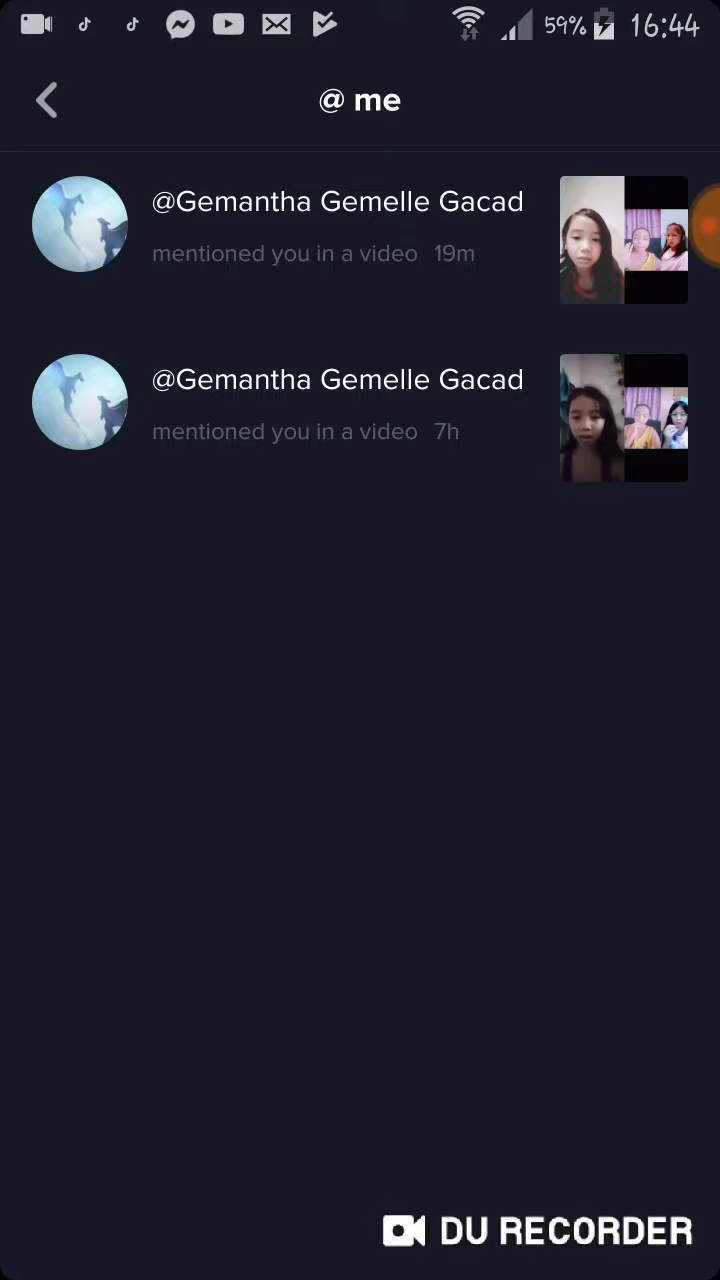 59% 16:44
@ me
@Gemantha Gemelle Gacad
mentioned you in a video 19m
@Gemantha Gemelle Gacad
mentioned you in a video 7h
DU RECORDER